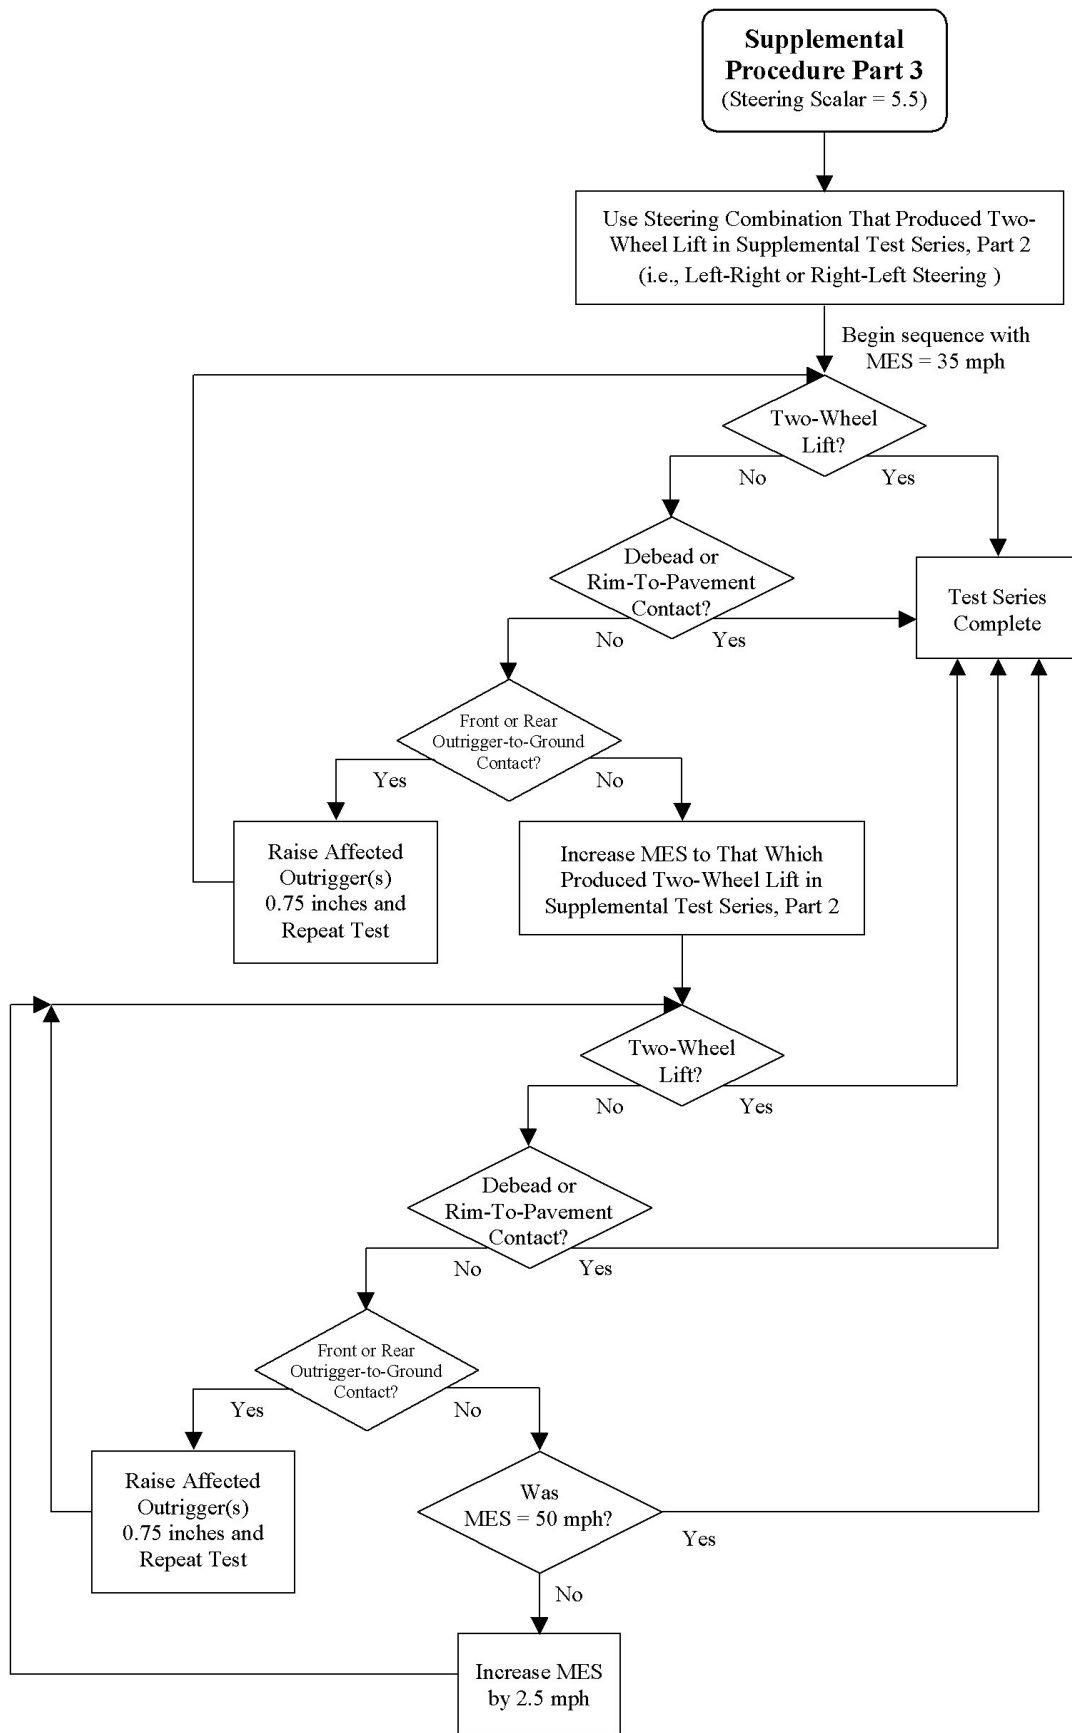 Supplemental
Procedure Part 3
(Steering Scalar = 5.5)
Use Steering Combination That Produced Two-
Wheel Lift in Supplemental Test Series, Part 2
(i.e., Left-Right or Right-Left Steering )
Begin sequence with
MES = 35 mph
Two-Wheel
Lift?
No
Yes
Debead or
Rim-To-Pavement
Contact?
No
Yes
Test Series
Complete
Front or Rear
Outrigger-to-Ground
Contact?
Yes
No
Raise Affected
Outrigger(s)
0.75 inches and
Repeat Test
Increase MES to That Which
Produced Two-Wheel Lift in
Supplemental Test Series, Part 2
Two-Wheel
Lift?
No
Yes
Debead or
Rim-To-Pavement
Contact?
No
Yes
Front or Rear
Outrigger-to-Ground
Contact?
Yes
No
Raise Affected
Outrigger(s)
0.75 inches and
Repeat Test
Was
MES = 50 mph?
Yes
No
Increase MES
by 2.5 mph